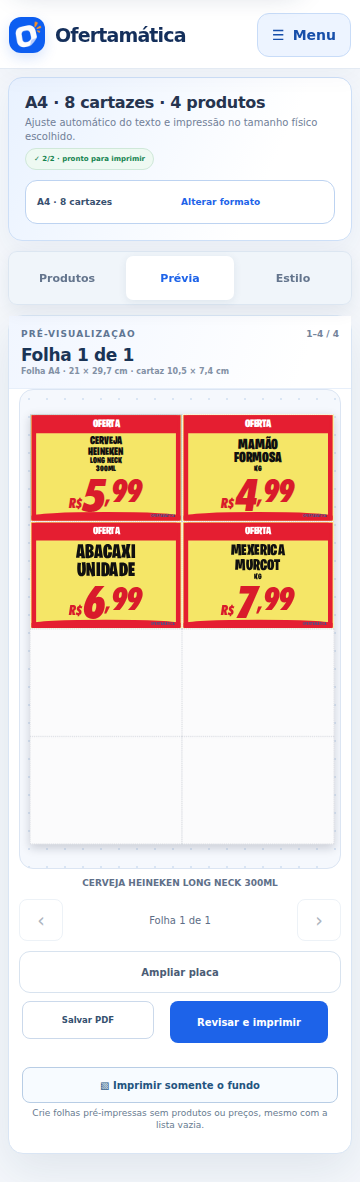 Ofertamática
☰ Menu
A4 · 8 cartazes · 4 produtos
Ajuste automático do texto e impressão no tamanho físico
escolhido.
✓ 2/2 · pronto para imprimir
A4 · 8 cartazes
Alterar formato
Produtos
Prévia
Estilo
PRÉ-VISUALIZAÇÃO
1–4 / 4
Folha 1 de 1
Folha A4 · 21 × 29,7 cm · cartaz 10,5 × 7,4 cm
OFERTA
CERVEJA
HEINEKEN
LONG NECK
300ML
R$ 5,99
OFERTA
MAMÃO
FORMOSA
KG
R$ 4,99
OFERTA
ABACAXI
UNIDADE
R$ 6,99
OFERTA
MEXERICA
MURCOT
KG
R$ 7,99
CERVEJA HEINEKEN LONG NECK 300ML
‹
Folha 1 de 1
›
Ampliar placa
Salvar PDF
Revisar e imprimir
▧ Imprimir somente o fundo
Crie folhas pré-impressas sem produtos ou preços, mesmo com a
lista vazia.